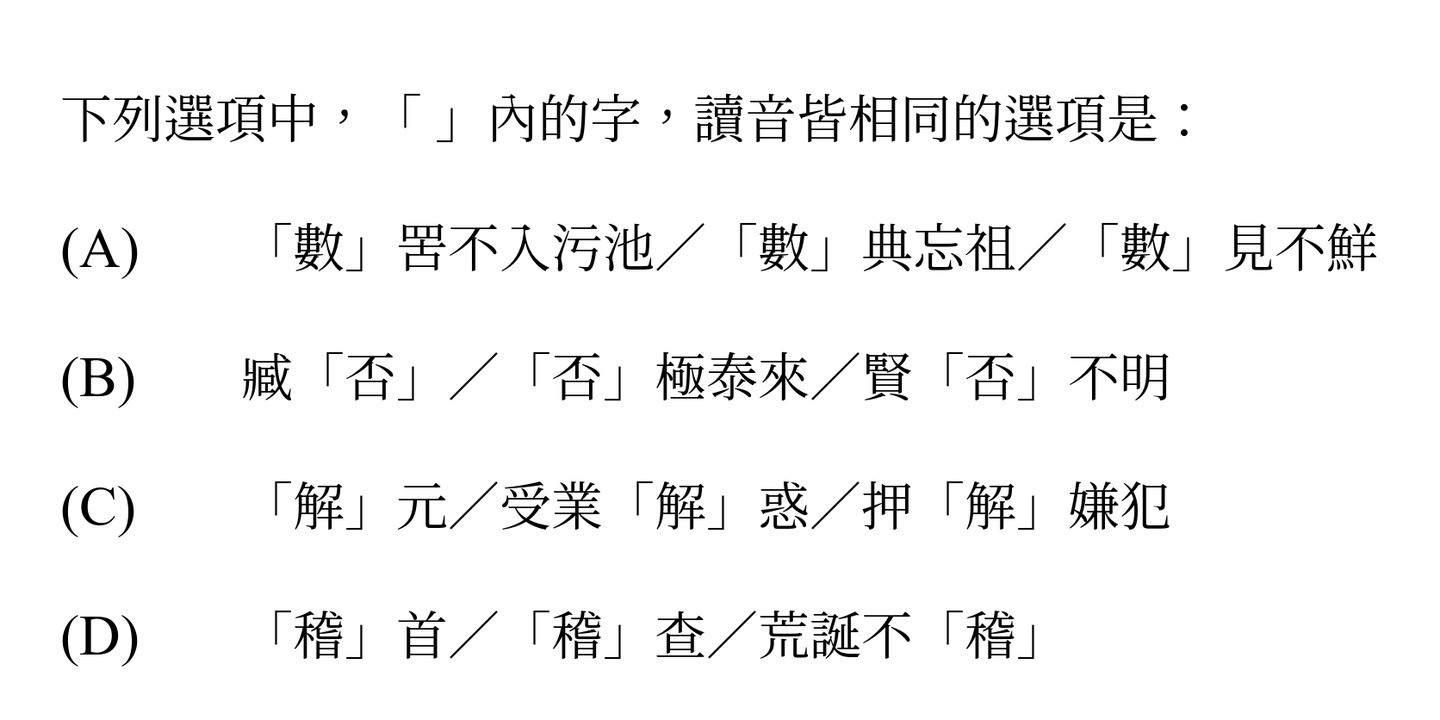 下列選項中，「 」內的字，讀音皆相同的選項是：
(A) 「數」罟不入污池／「數」典忘祖／「數」見不鮮
(B) 臧「否」／「否」極泰來／賢「否」不明
(C) 「解」元／受業「解」惑／押「解」嫌犯
(D) 「稽」首／「稽」查／荒誕不「稽」